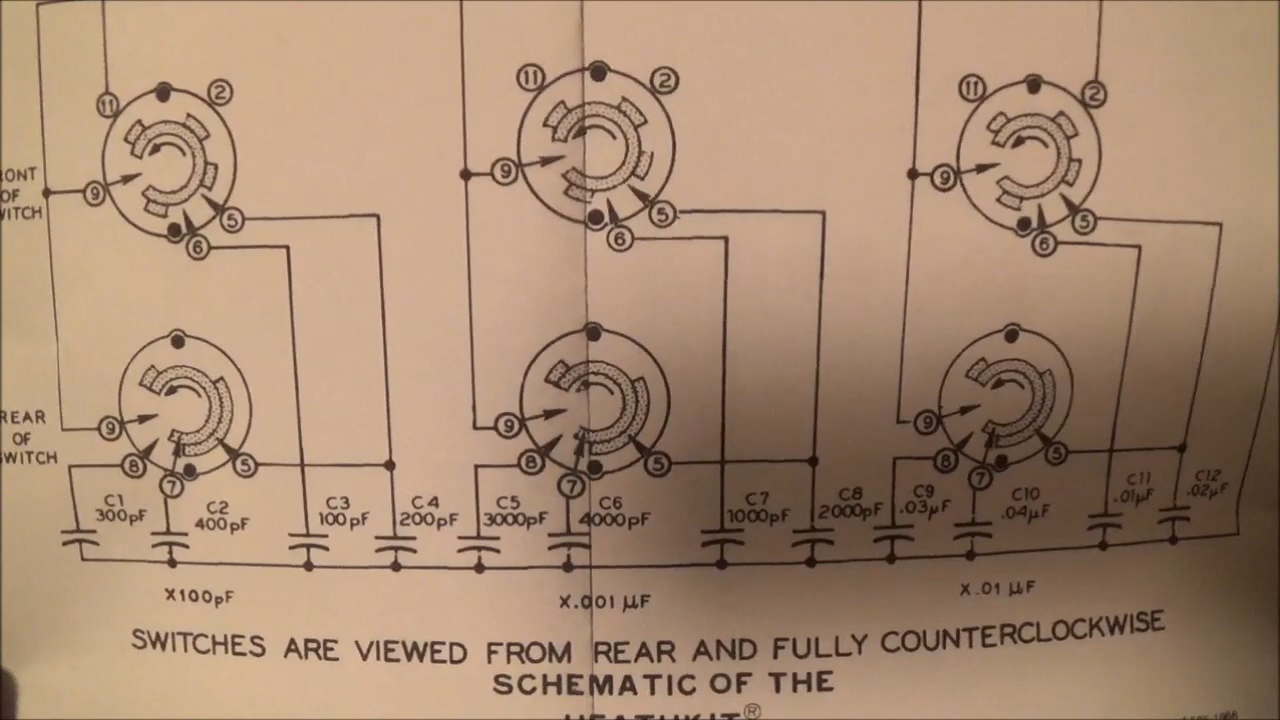 11
2
11
2
11
2
9
9
9
5
5
5
6
6
6
OF
9
9
9
8
7
5
8
7
5
8
7
5
REAR
OF
C1
300pF
C2
400pF
C3
100pF
C4
200pF
C5
3000pF
C6
4000pF
C7
1000pF
C8
2000pF
C9
.03µF
C10
.04µF
C11
.01µF
C12
.02µF
X100pF
X.001 µF
X.01 µF
SWITCHES ARE VIEWED FROM REAR AND FULLY COUNTERCLOCKWISE
SCHEMATIC OF THE
HEATHKIT®